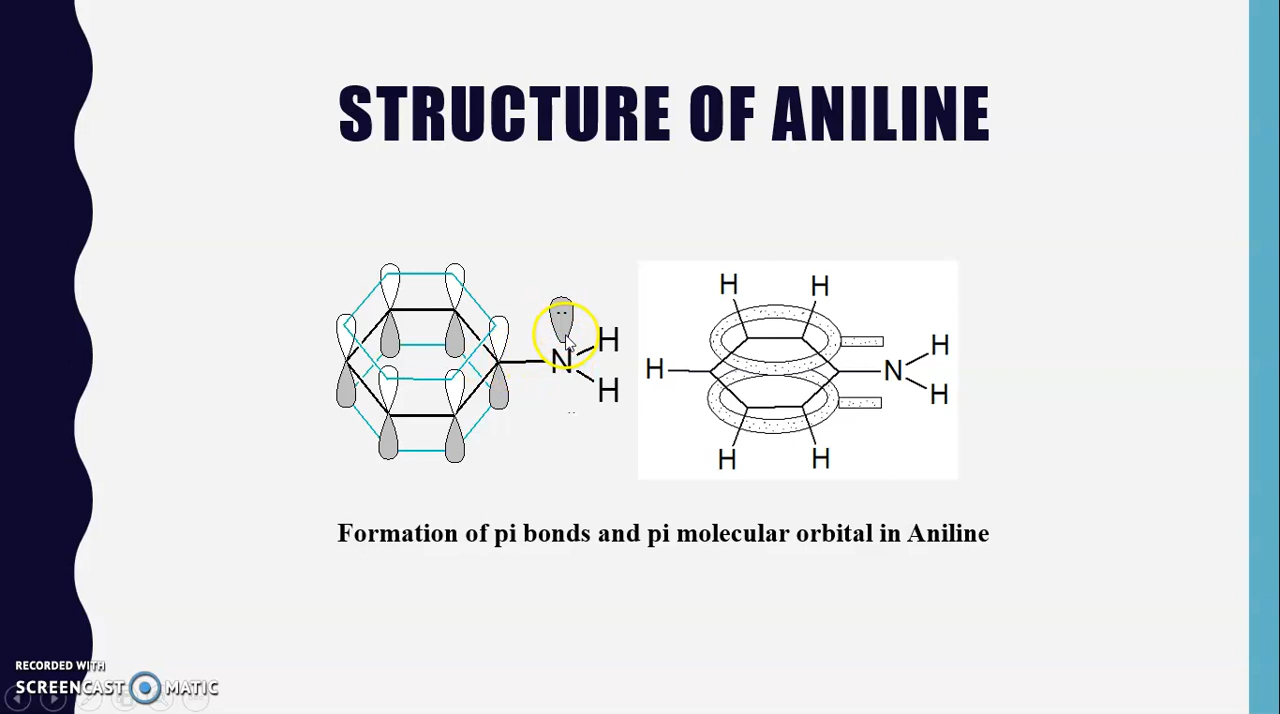 STRUCTURE OF ANILINE
N H
H
H H
H N H
H
H H
Formation of pi bonds and pi molecular orbital in Aniline
RECORDED WITH
SCREENCAST MATIC